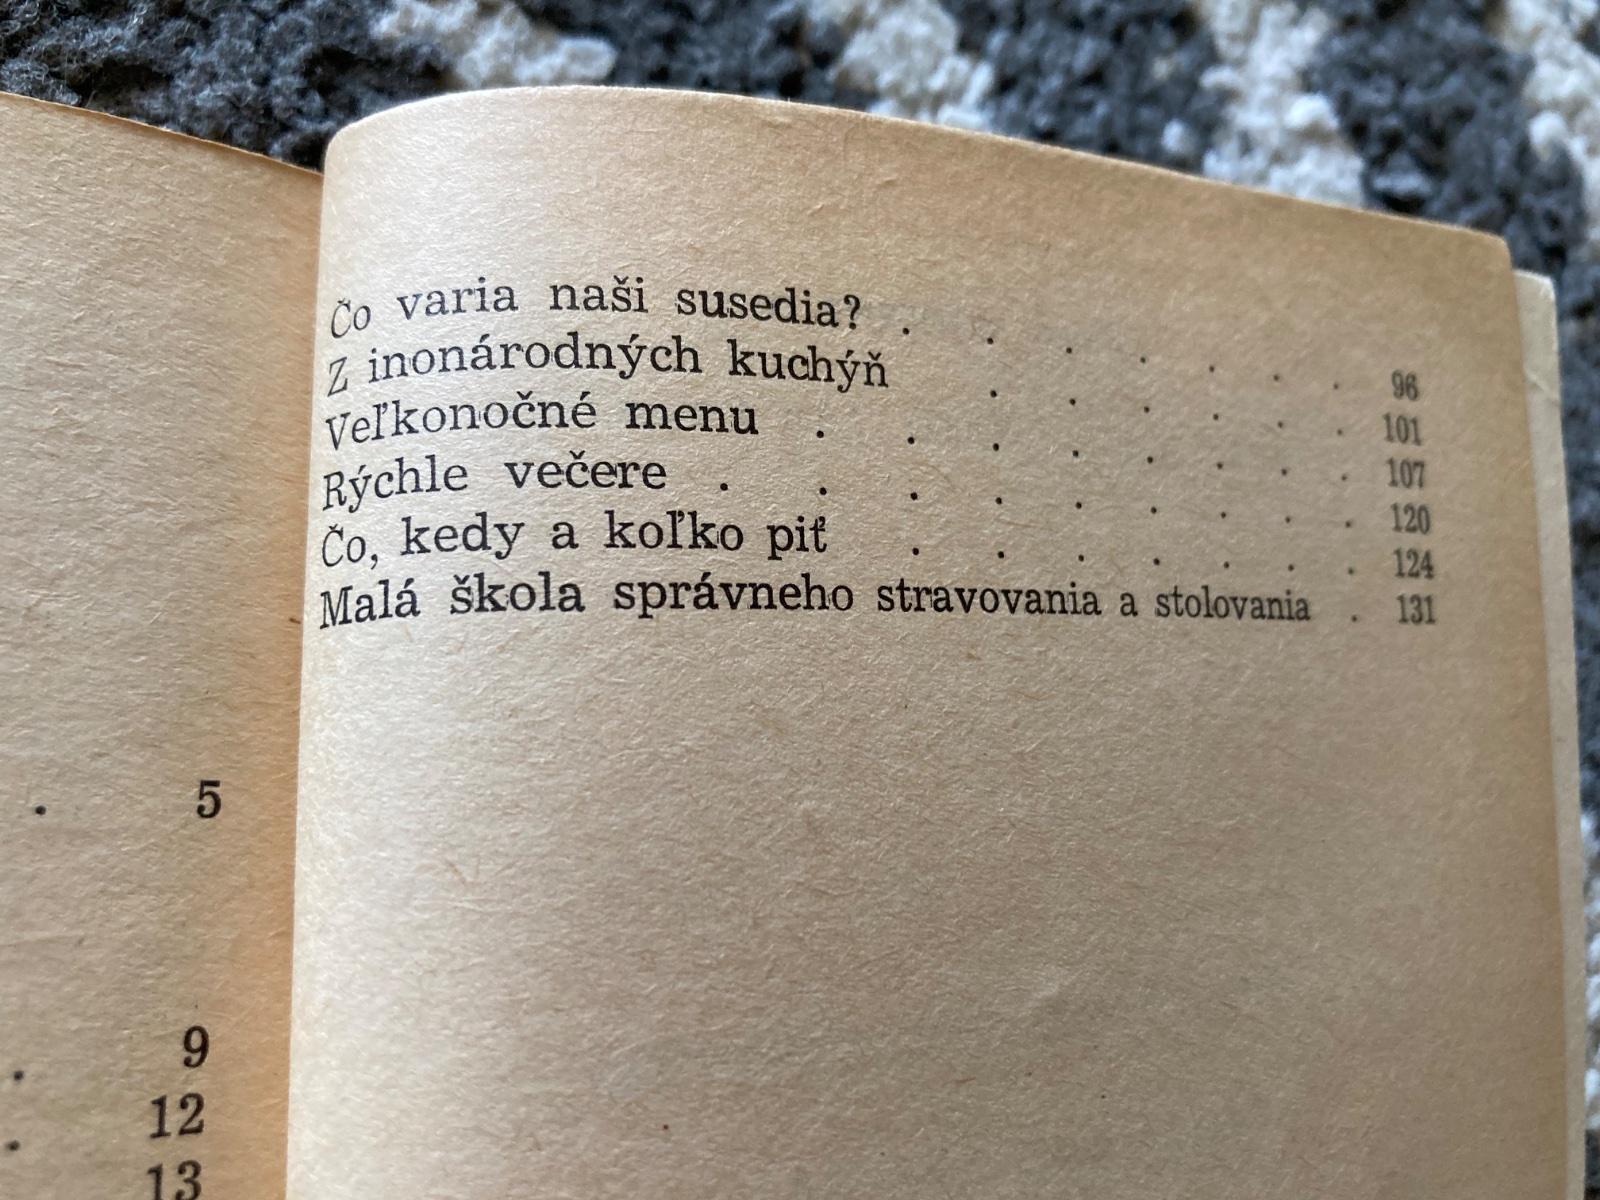 5
9
12
13
Čo varia naši susedia? . . . . . . . 96
Z inonárodných kuchýň . . . . . . 101
Veľkonočné menu . . . . . . . . 107
Rýchle večere . . . . . . . . . 120
Čo, kedy a koľko piť . . . . . . . 124
Malá škola správneho stravovania a stolovania . 131